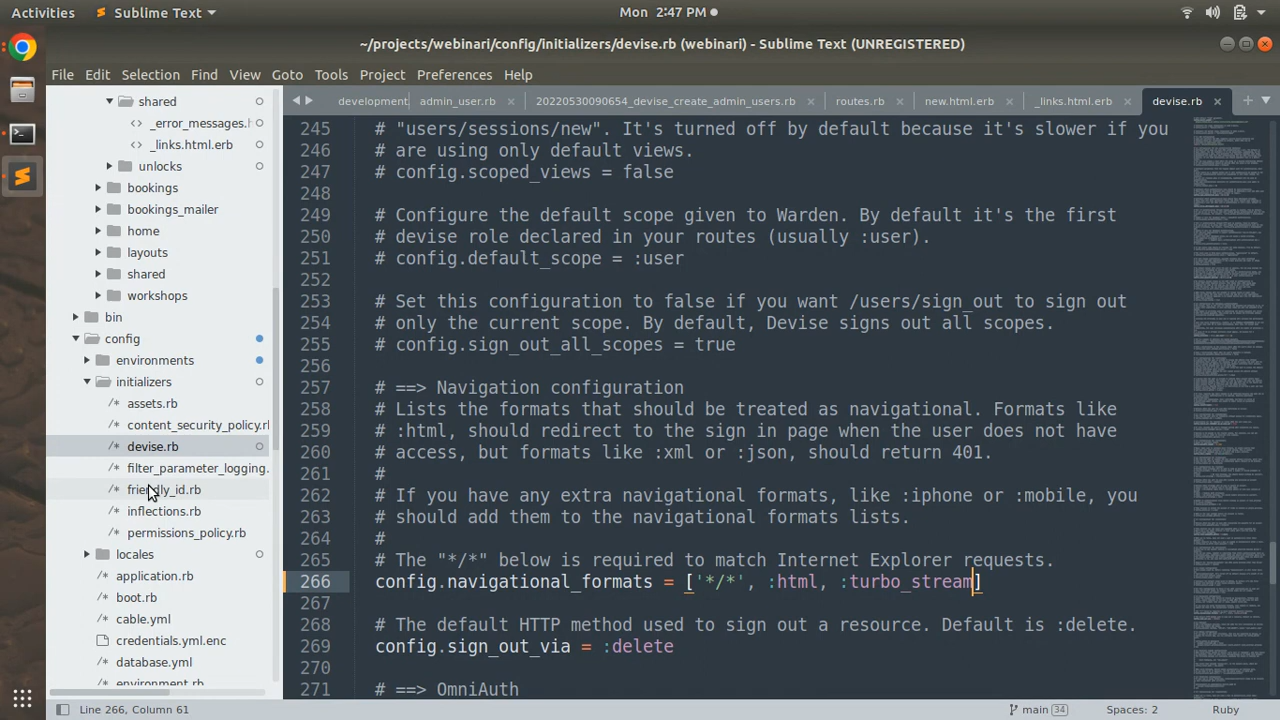 Activities Sublime Text Mon 2:47 PM
~/projects/webinari/config/initializers/devise.rb (webinari) - Sublime Text (UNREGISTERED)
File Edit Selection Find View Goto Tools Project Preferences Help
development admin_user.rb 20220530090654_devise_create_admin_users.rb routes.rb new.html.erb _links.html.erb devise.rb
shared
_error_messages.h
_links.html.erb
unlocks
bookings
bookings_mailer
home
layouts
shared
workshops
bin
config
environments
initializers
assets.rb
content_security_policy.rl
devise.rb
filter_parameter_logging.
friendly_id.rb
inflections.rb
permissions_policy.rb
locales
application.rb
boot.rb
cable.yml
credentials.yml.enc
database.yml
environment.rb
245 # "users/sessions/new". It's turned off by default because it's slower if you
246 # are using only default views.
247 # config.scoped_views = false
248
249 # Configure the default scope given to Warden. By default it's the first
250 # devise role shared in your routes (usually :user).
251 # config.default_scope = :user
252
253 # Set this configuration to false if you want /users/sign_out to sign out
254 # only the current scope. By default, Devise signs out all scopes.
255 # config.sign_out_all_scopes = true
256
257 # ==> Navigation configuration
258 # Lists the formats that should be treated as navigational. Formats like
259 # :html, should redirect to the sign in page when the user does not have
260 # access, but formats like :xml or :json, should return 401.
261 #
262 # If you have any extra navigational formats, like :iphone or :mobile, you
263 # should add them to the navigational formats lists.
264 #
265 # The "*/*" below is required to match Internet Explorer requests.
266 config.navigational_formats = ['*/*', :html, :turbo_stream]
267
268 # The default HTTP method used to sign out a resource. Default is :delete.
269 config.sign_out_via = :delete
270
271 # ==> OmniAuth
Line 266, Column 61 main 34 Spaces: 2 Ruby